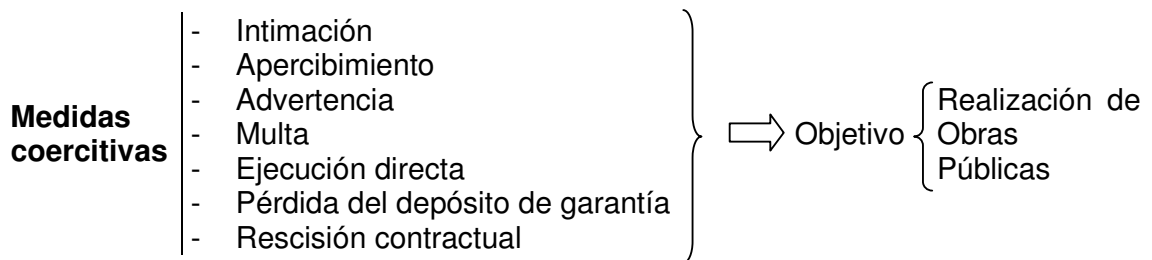 Medidas
coercitivas
- Intimación
- Apercibimiento
- Advertencia
- Multa
- Ejecución directa
- Pérdida del depósito de garantía
- Rescisión contractual
Objetivo
Realización de
Obras
Públicas